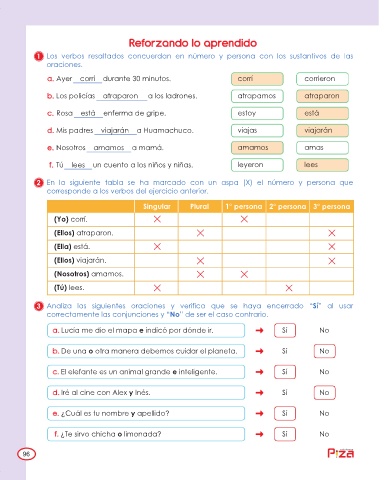 Reforzando lo aprendido
1 Los verbos resaltados concuerdan en número y persona con los sustantivos de las
oraciones.
a. Ayer corrí durante 30 minutos. corrí corrieron
b. Los policías atraparon a los ladrones. atrapamos atraparon
c. Rosa está enferma de gripe. estoy está
d. Mis padres viajarán a Huamachuco. viajas viajarán
e. Nosotros amamos a mamá. amamos amas
f. Tú lees un cuento a los niños y niñas. leyeron lees
2 En la siguiente tabla se ha marcado con un aspa (X) el número y persona que
corresponde a los verbos del ejercicio anterior.
Singular Plural 1° persona 2° persona 3° persona
(Yo) corrí.
(Ellos) atraparon.
(Ella) está.
(Ellos) viajarán.
(Nosotros) amamos.
(Tú) lees.
3 Analiza las siguientes oraciones y verifica que se haya encerrado "Sí" al usar
correctamente las conjunciones y "No" de ser el caso contrario.
a. Lucía me dio el mapa e indicó por dónde ir. Sí No
b. De una o otra manera debemos cuidar el planeta. Sí No
c. El elefante es un animal grande e inteligente. Sí No
d. Iré al cine con Alex y Inés. Sí No
e. ¿Cuál es tu nombre y apellido? Sí No
f. ¿Te sirvo chicha o limonada? Sí No
96